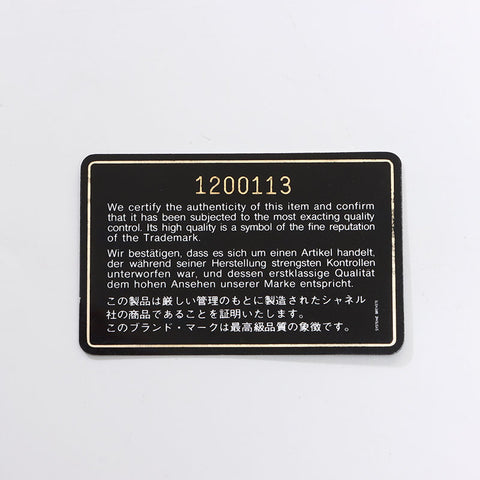 1200113
We certify the authenticity of this item and confirm
that it has been subjected to the most exacting quality
control. Its high quality is a symbol of the fine reputation
of the Trademark.
Wir bestätigen, dass es sich um einen Artikel handelt,
der während seiner Herstellung strengsten Kontrollen
unterworfen war, und dessen erstklassige Qualität
dem hohen Ansehen unserer Marke entspricht.
この製品は厳しい管理のもとに製造されたシャネル
社の商品であることを証明いたします。
このブランド・マークは最高級品質の象徴です。